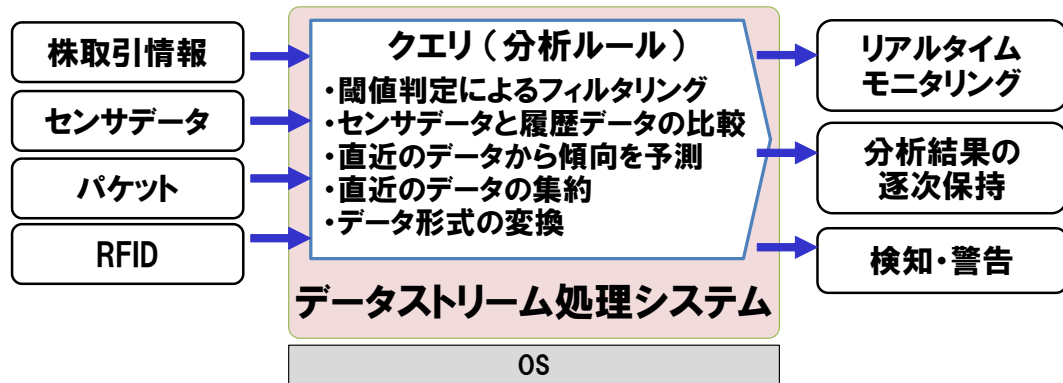 株取引情報
センサデータ
パケット
RFID
クエリ（分析ルール）
・閾値判定によるフィルタリング
・センサデータと履歴データの比較
・直近のデータから傾向を予測
・直近のデータの集約
・データ形式の変換
データストリーム処理システム
OS
リアルタイム
モニタリング
分析結果の
逐次保持
検知・警告